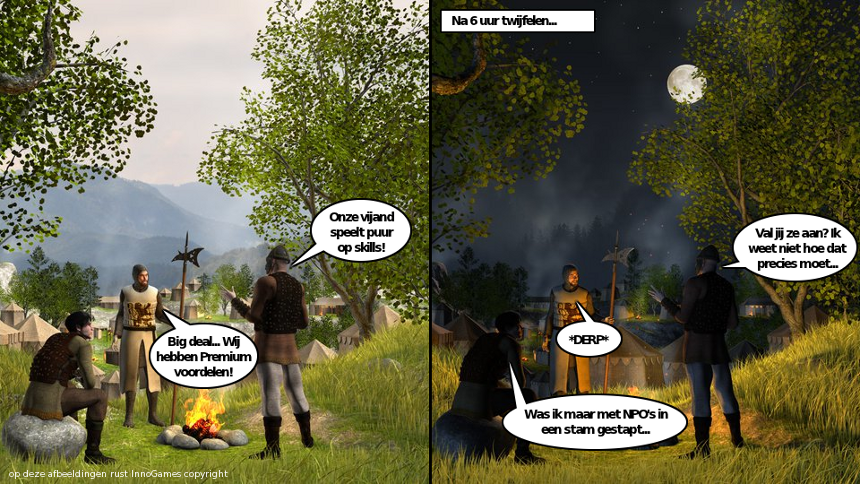 Onze vijand
speelt puur
op skills!
Big deal... Wij
hebben Premium
voordelen!
op deze afbeeldingen rust InnoGames copyright
Na 6 uur twijfelen...
Val jij ze aan? Ik
weet niet hoe dat
precies moet...
*DERP*
Was ik maar met NPO's in
een stam gestapt...